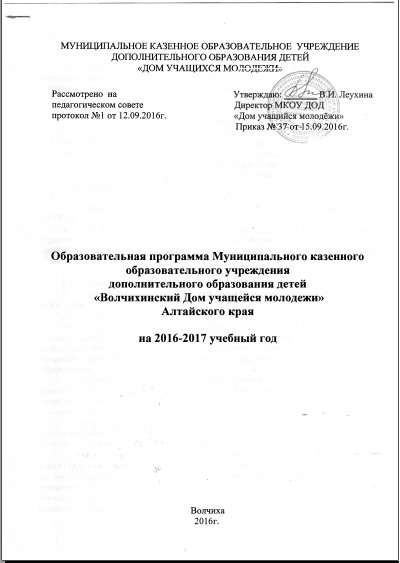 МУНИЦИПАЛЬНОЕ КАЗЕННОЕ ОБРАЗОВАТЕЛЬНОЕ УЧРЕЖДЕНИЕ
ДОПОЛНИТЕЛЬНОГО ОБРАЗОВАНИЯ ДЕТЕЙ
«ДОМ УЧАЩИХСЯ МОЛОДЕЖИ»
Рассмотрено на
педагогическом совете
протокол №1 от 12.09.2016г.
Утверждаю: В.И. Леухина
Директор МКОУ ДОД
«Дом учащийся молодёжи»
Приказ № 37 от 15.09.2016г.
Образовательная программа Муниципального казенного
образовательного учреждения
дополнительного образования детей
«Волчихинский Дом учащейся молодежи»
Алтайского края
на 2016-2017 учебный год
Волчиха
2016г.